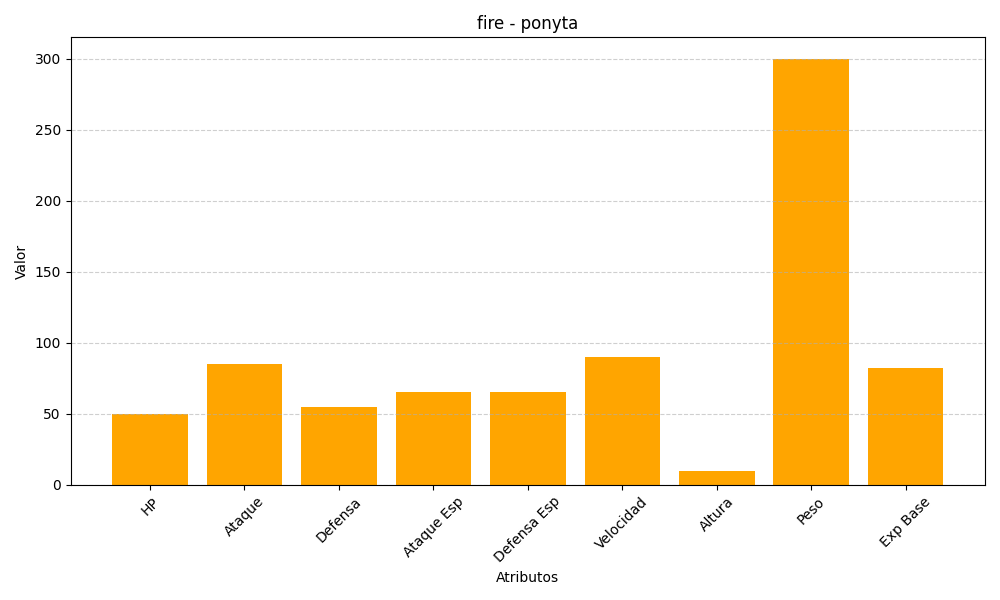 fire - ponyta
Valor
300
250
200
150
100
50
0
HP
Ataque
Defensa
Ataque Esp
Defensa Esp
Velocidad
Altura
Peso
Exp Base
Atributos